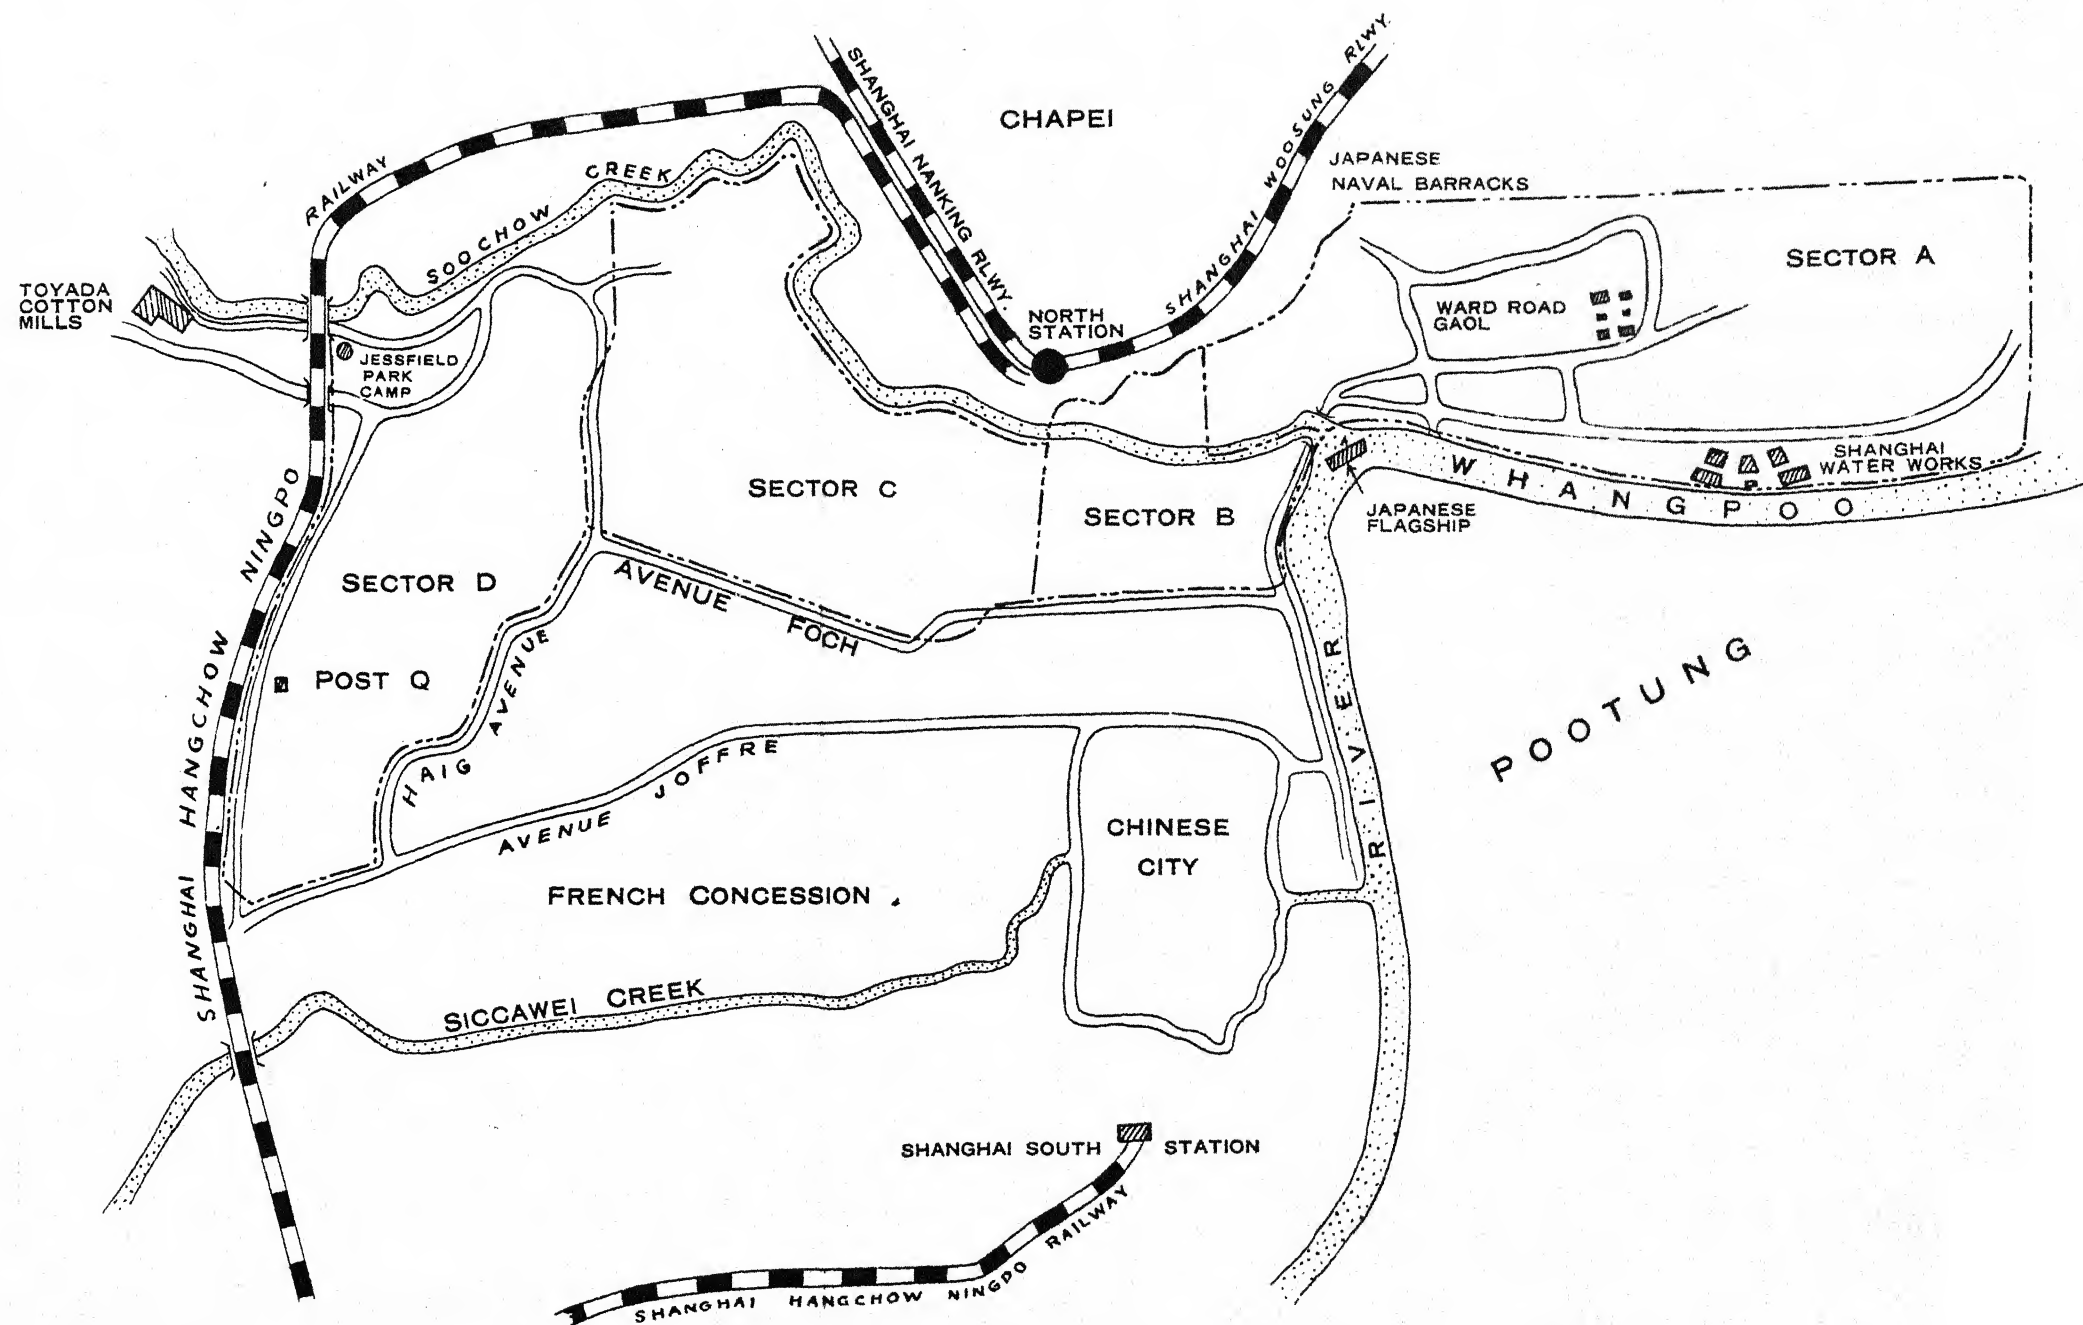 SHANGHAI NANKING RLWY.
CHAPEI
SHANGHAI WOOSUNG RLWY.
JAPANESE
NAVAL BARRACKS
RAILWAY
SOOCHOW CREEK
SECTOR A
TOYADA
COTTON
MILLS
JESSFIELD
PARK
CAMP
NORTH
STATION
WARD ROAD
GAOL
SHANGHAI
WATER WORKS
SECTOR C
SECTOR B
JAPANESE
FLAGSHIP
WHANGPOO
RIVER
SHANGHAI HANGCHOW NINGPO
SECTOR D
AVENUE FOCH
POST Q
HAIG AVENUE
POOTUNG
AVENUE JOFFRE
CHINESE
CITY
FRENCH CONCESSION
SICCAWEI CREEK
SHANGHAI SOUTH STATION
SHANGHAI HANGCHOW NINGPO RAILWAY